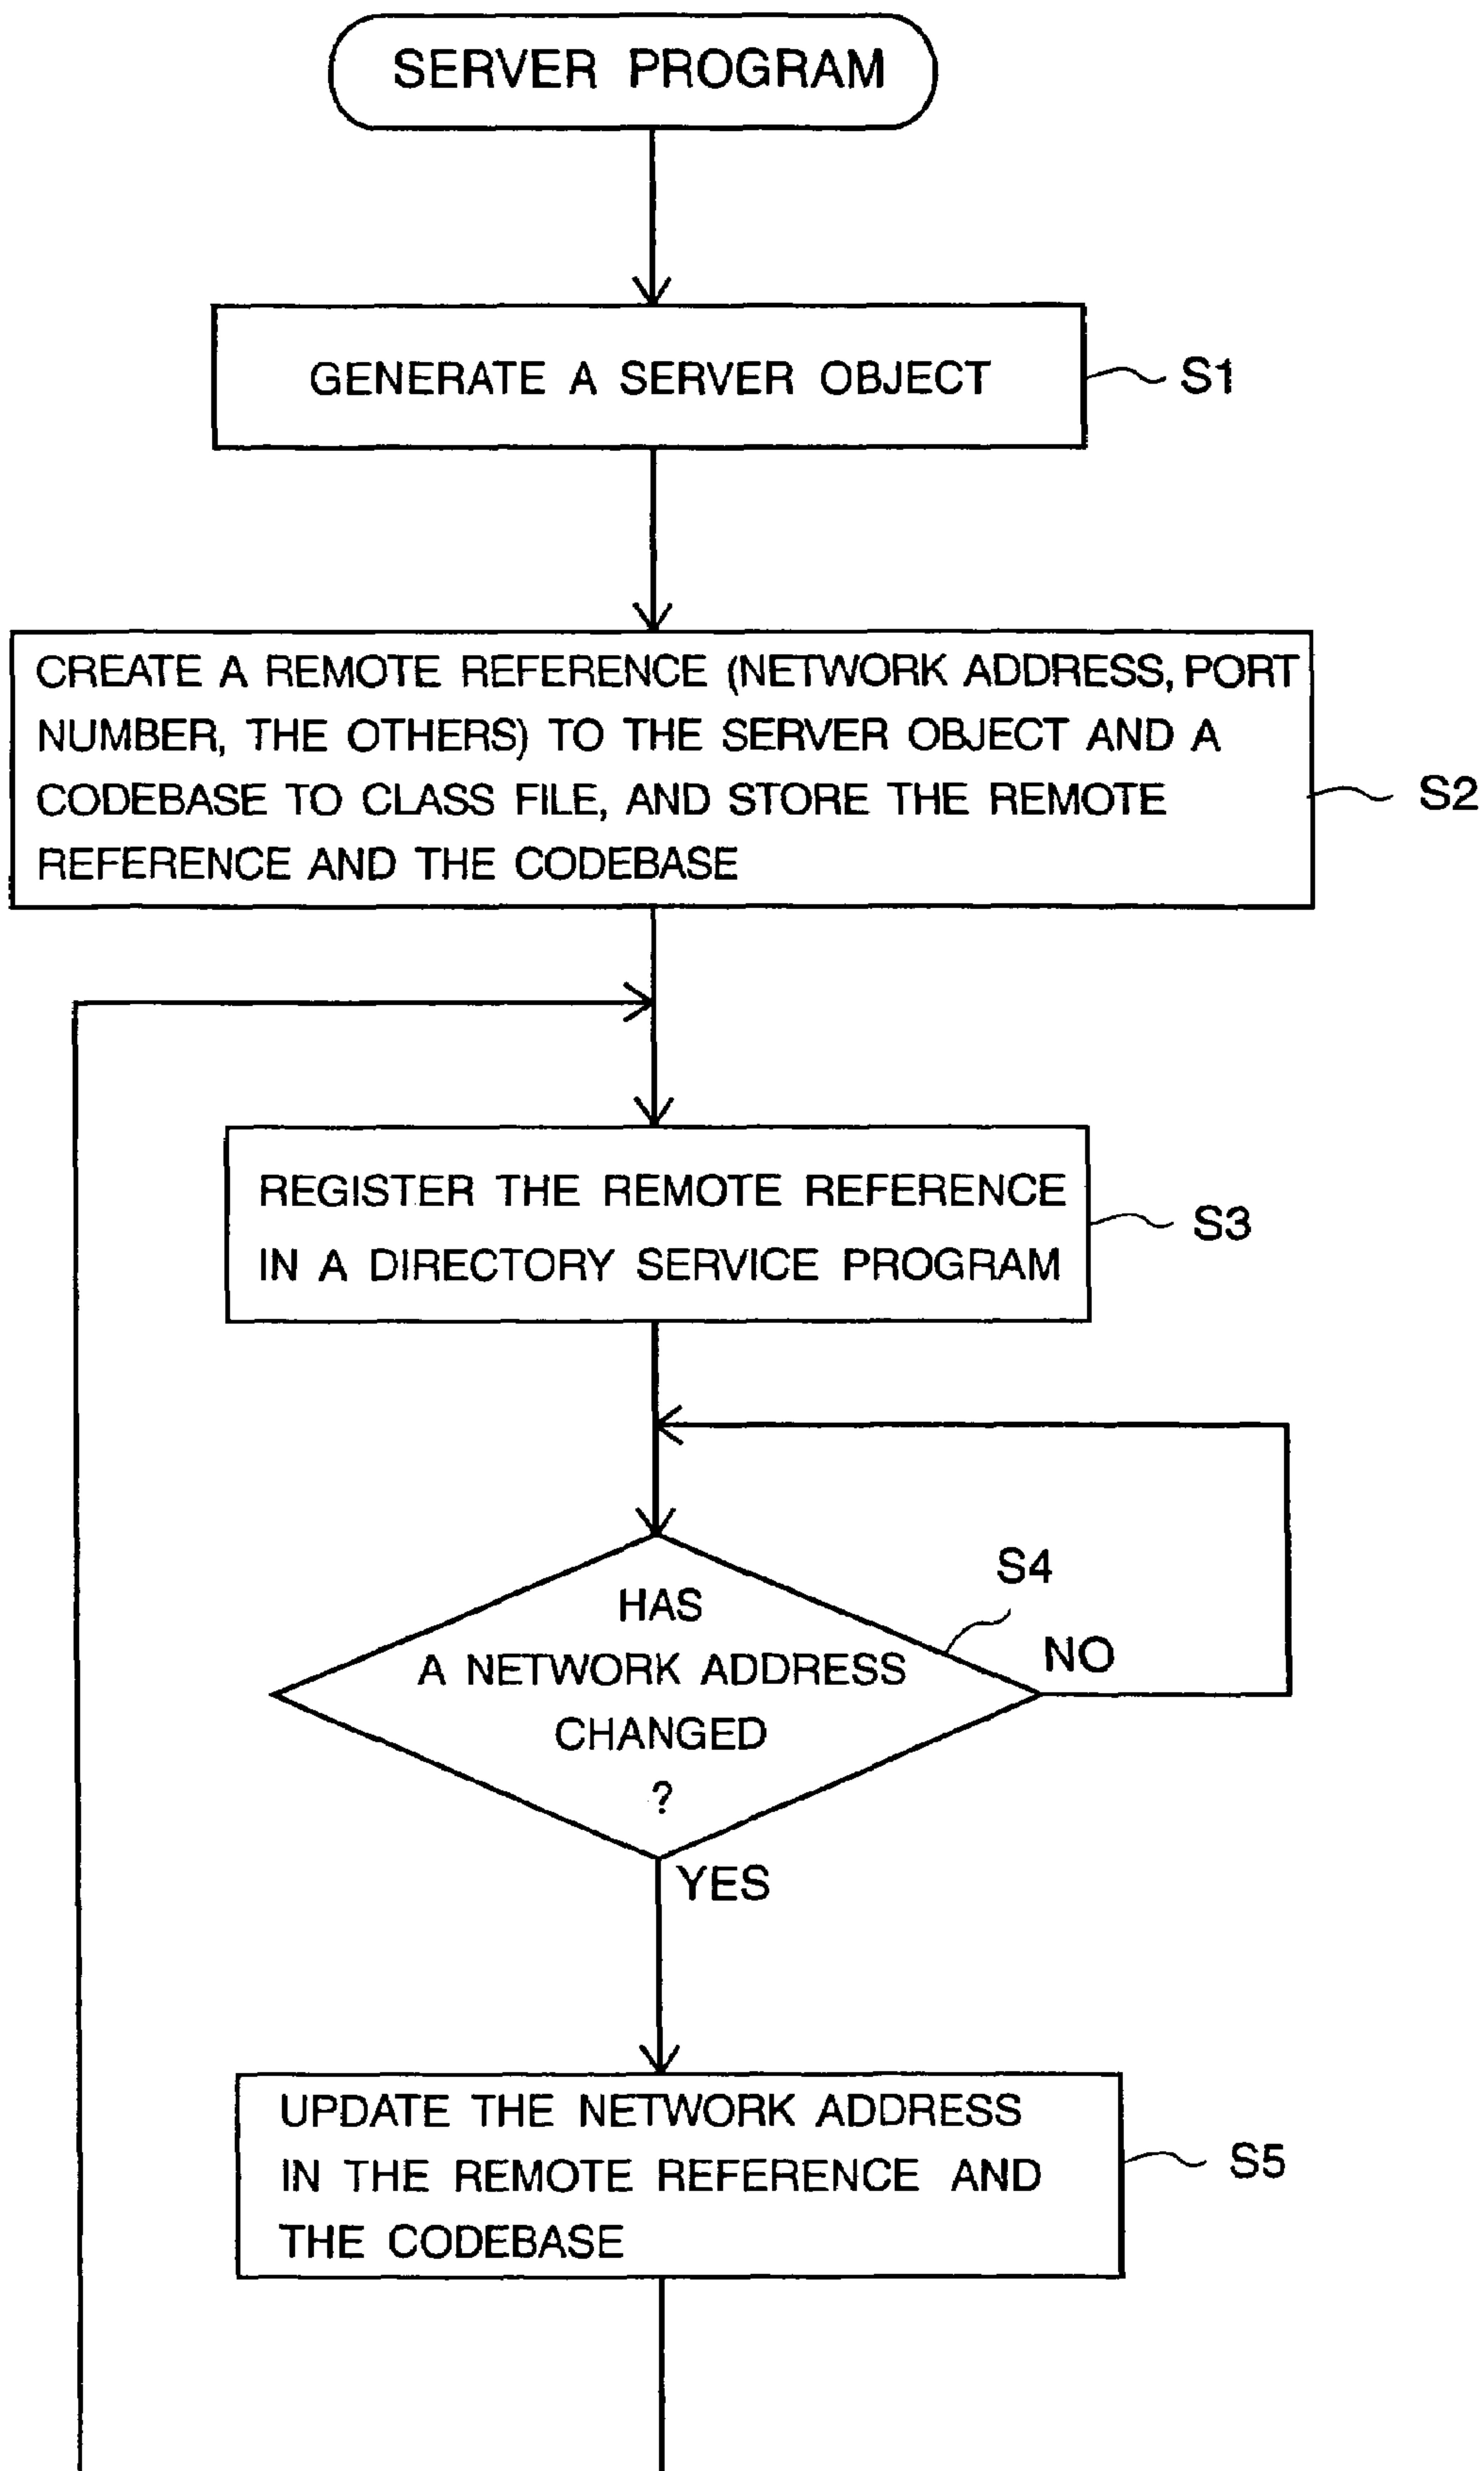 SERVER PROGRAM
GENERATE A SERVER OBJECT
S1
CREATE A REMOTE REFERENCE (NETWORK ADDRESS, PORT
NUMBER, THE OTHERS) TO THE SERVER OBJECT AND A
CODEBASE TO CLASS FILE, AND STORE THE REMOTE
REFERENCE AND THE CODEBASE
S2
REGISTER THE REMOTE REFERENCE
IN A DIRECTORY SERVICE PROGRAM
S3
S4
HAS
A NETWORK ADDRESS
CHANGED
?
NO
YES
UPDATE THE NETWORK ADDRESS
IN THE REMOTE REFERENCE AND
THE CODEBASE
S5